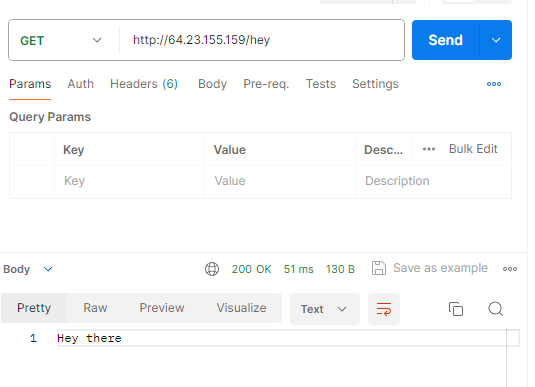 GET http://64.23.155.159/hey Send
Params Auth Headers (6) Body Pre-req. Tests Settings
Query Params
Key Value Desc... Bulk Edit
Key Value Description
Body 200 OK 51 ms 130 B Save as example
Pretty Raw Preview Visualize Text
1 Hey there